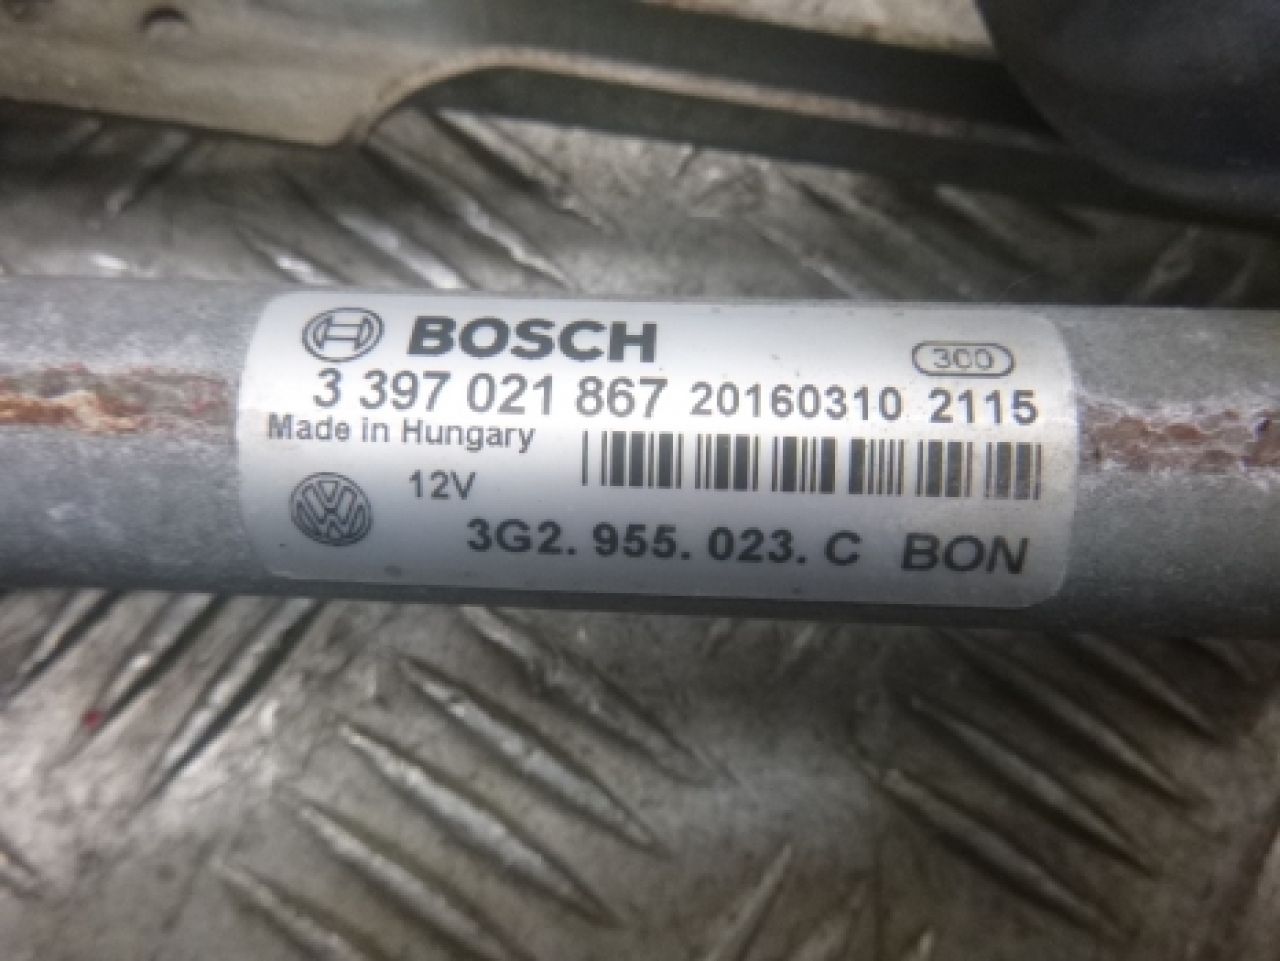 BOSCH
300
3 397 021 867 20160310 2115
Made in Hungary
12V
3G2. 955. 023. C BON